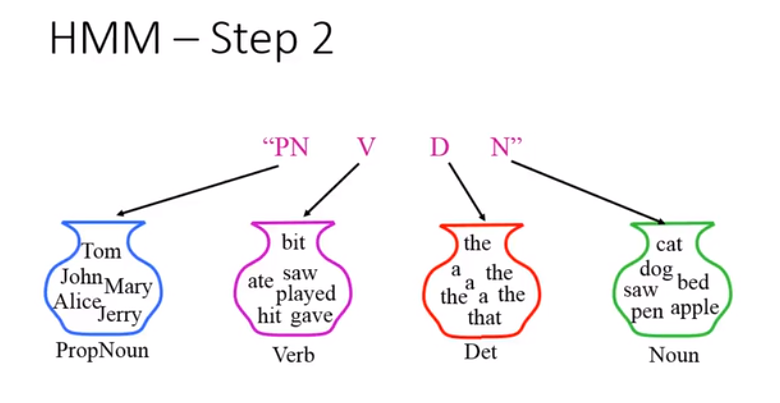 HMM – Step 2
“PN V D N”
Tom
John Mary
Alice
Jerry
PropNoun
bit
ate saw
played
hit gave
Verb
the
a a the
the a the
that
Det
cat
dog
saw bed
pen apple
Noun